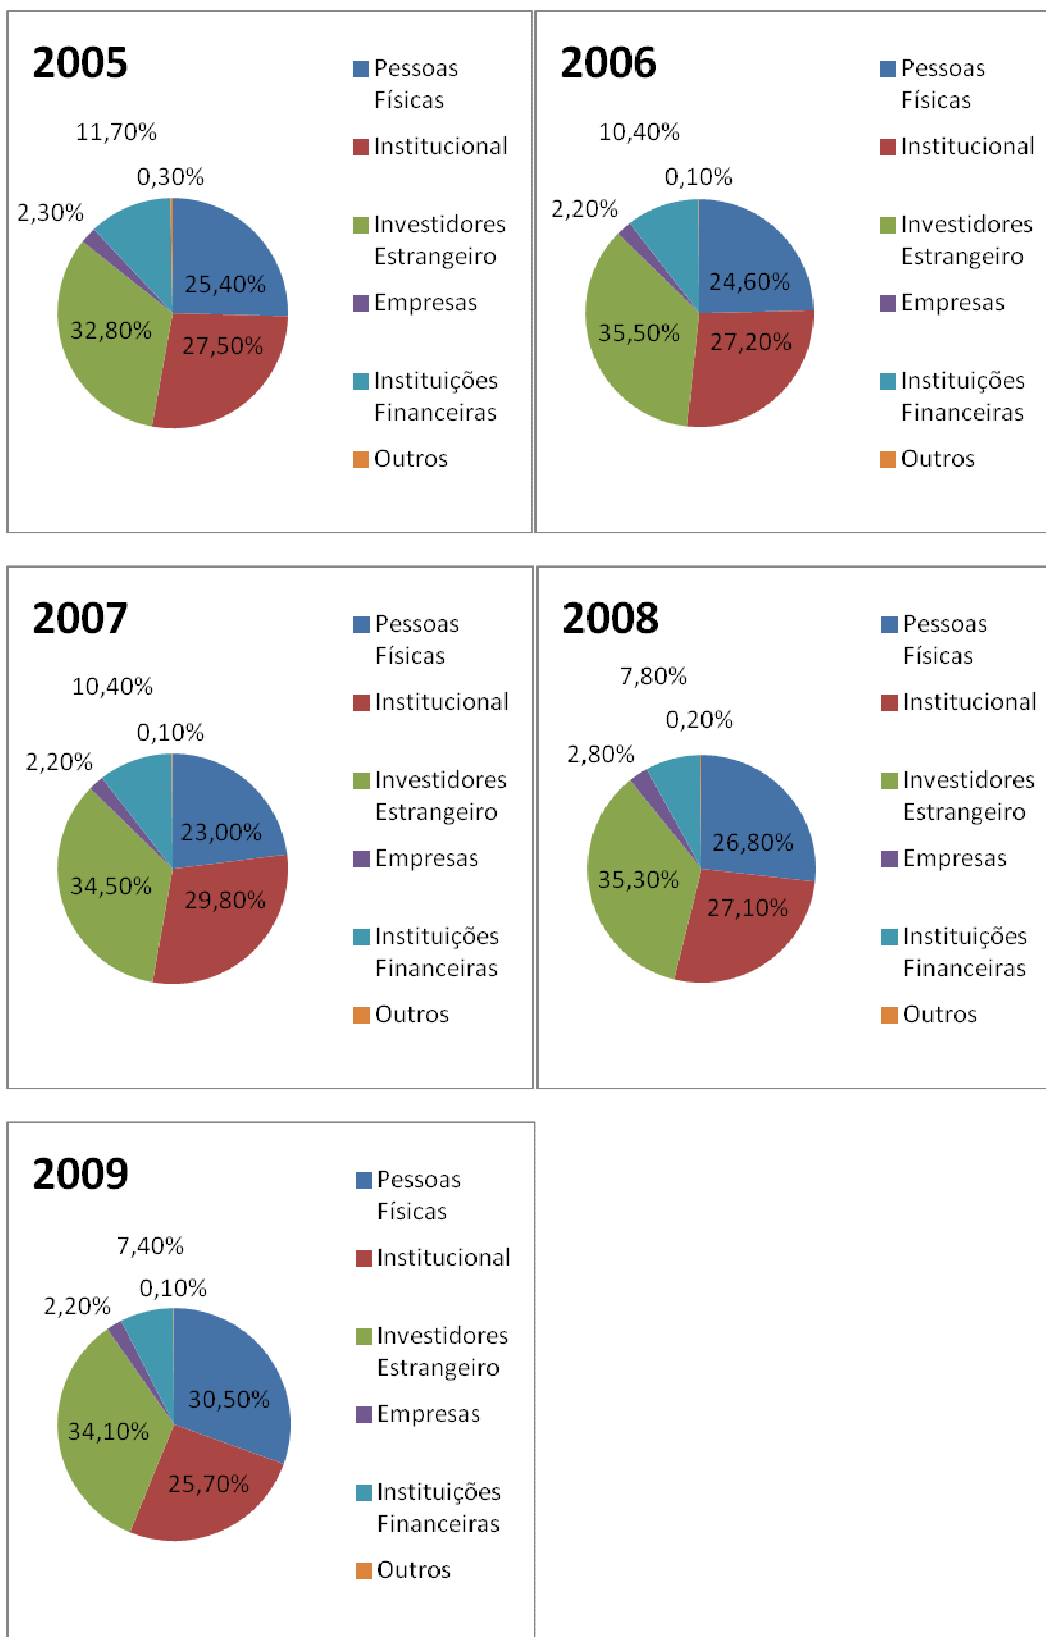 2005
Pessoas
Físicas
Institucional
Investidores
Estrangeiro
Empresas
Instituições
Financeiras
Outros
11,70%
0,30%
2,30%
25,40%
32,80%
27,50%
2006
Pessoas
Físicas
Institucional
Investidores
Estrangeiro
Empresas
Instituições
Financeiras
Outros
10,40%
0,10%
2,20%
24,60%
35,50%
27,20%
2007
Pessoas
Físicas
Institucional
Investidores
Estrangeiro
Empresas
Instituições
Financeiras
Outros
10,40%
0,10%
2,20%
23,00%
34,50%
29,80%
2008
Pessoas
Físicas
Institucional
Investidores
Estrangeiro
Empresas
Instituições
Financeiras
Outros
7,80%
0,20%
2,80%
26,80%
35,30%
27,10%
2009
Pessoas
Físicas
Institucional
Investidores
Estrangeiro
Empresas
Instituições
Financeiras
Outros
7,40%
0,10%
2,20%
30,50%
34,10%
25,70%